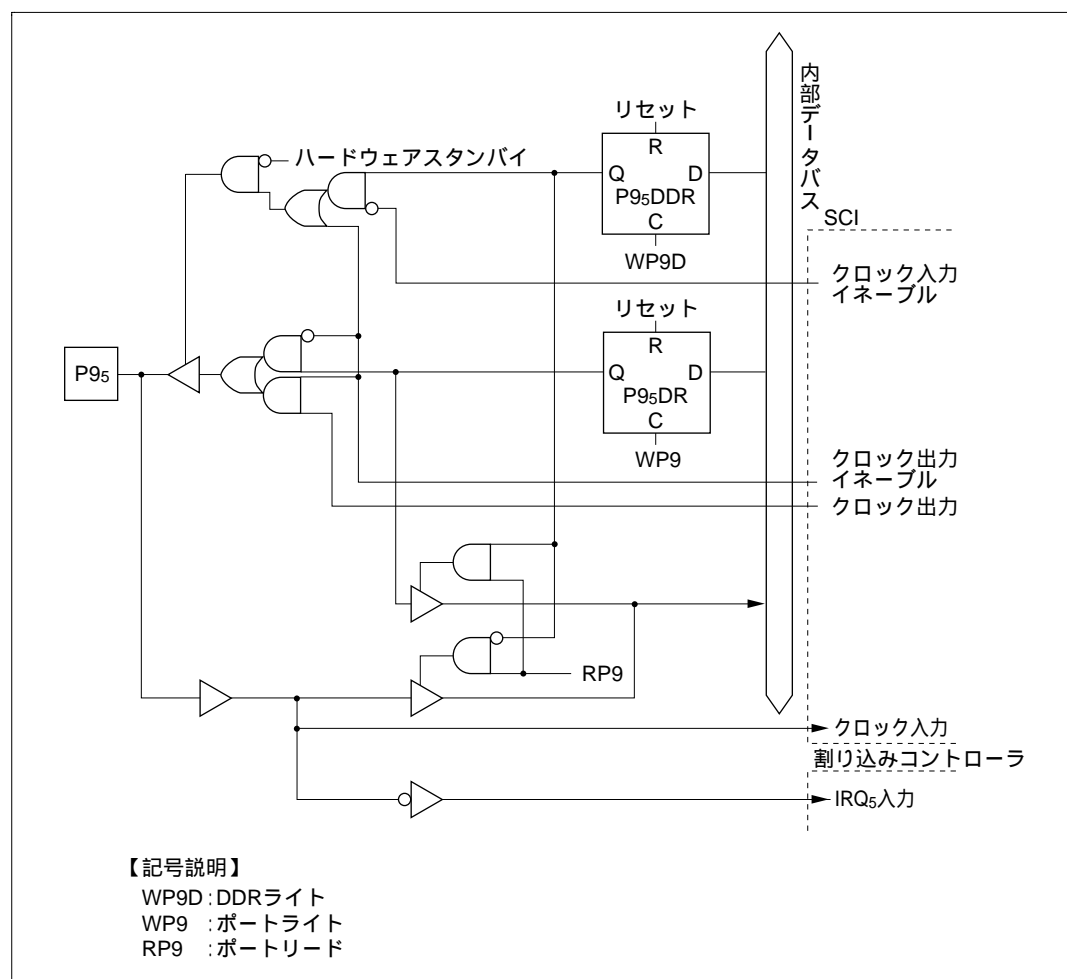 リセット
R
Q
D
P95DDR
C
WP9D
ハードウェアスタンバイ
内部データバス
SCI
クロック入力
イネーブル
リセット
R
Q
D
P95DR
C
WP9
P95
クロック出力
イネーブル
クロック出力
RP9
クロック入力
割り込みコントローラ
IRQ5入力
【記号説明】
WP9D:DDRライト
WP9 :ポートライト
RP9 :ポートリード